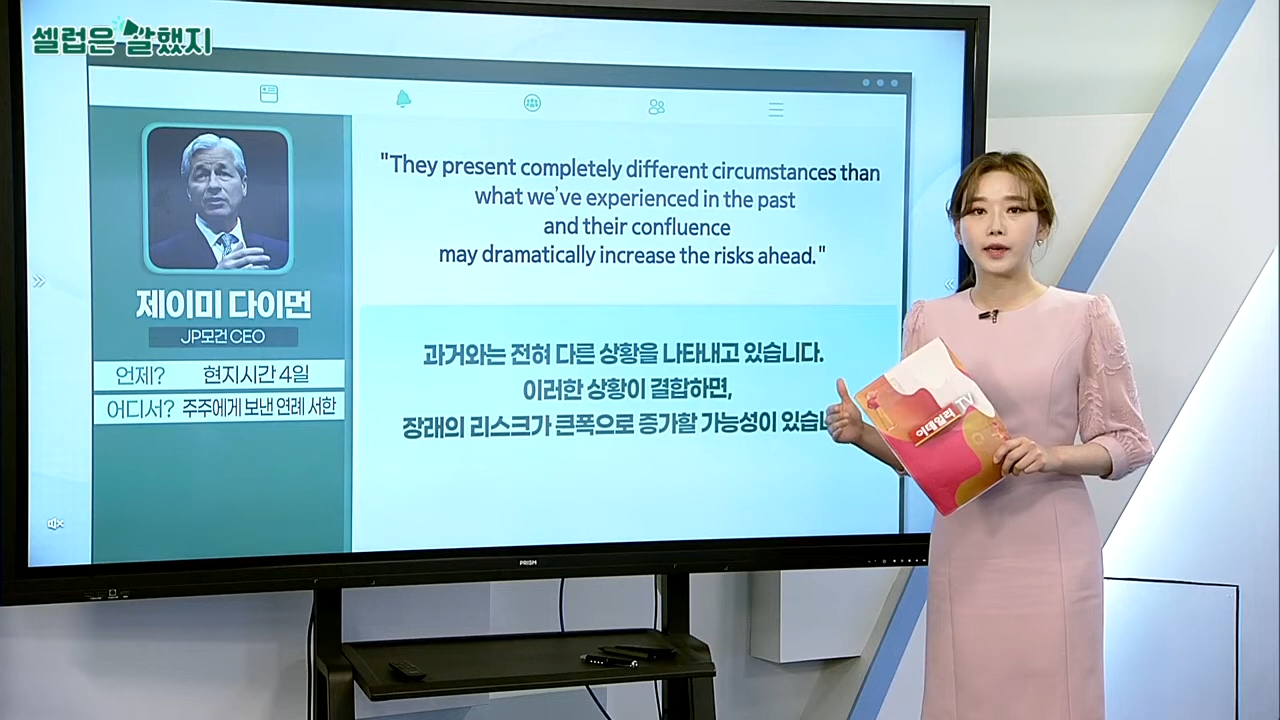 셀럽은 말했지
"They present completely different circumstances than
what we've experienced in the past
and their confluence
may dramatically increase the risks ahead."
제이미 다이먼
JP모건 CEO
언제? 현지시간 4일
어디서? 주주에게 보낸 연례 서한
과거와는 전혀 다른 상황을 나타내고 있습니다.
이러한 상황이 결합하면,
장래의 리스크가 큰폭으로 증가할 가능성이
이데일리 TV
PRISM